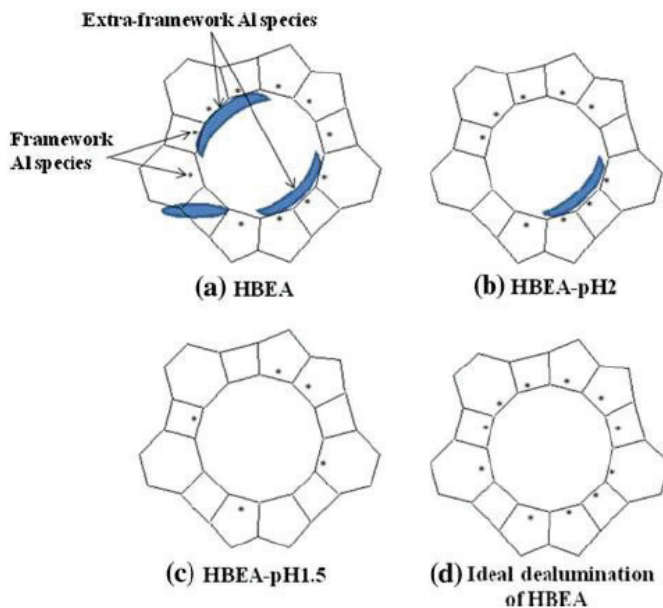 Extra-framework Al species
Framework
Al species
(a) HBEA
(b) HBEA-pH2
(c) HBEA-pH1.5
(d) Ideal dealumination
of HBEA